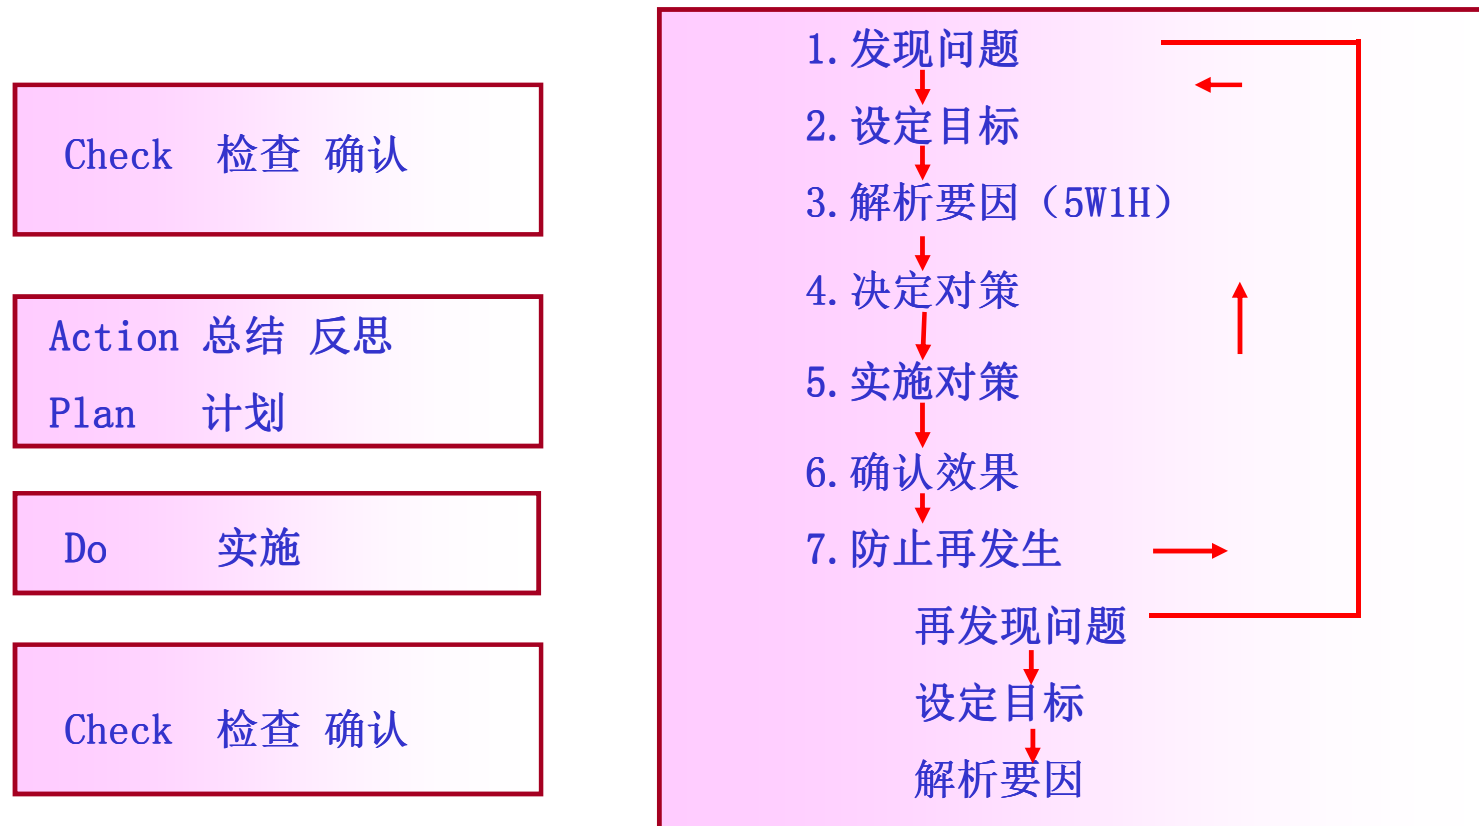 Check 检查 确认
Action 总结 反思
Plan 计划
Do 实施
Check 检查 确认
1.发现问题
2.设定目标
3.解析要因（5W1H）
4.决定对策
5.实施对策
6.确认效果
7.防止再发生
再发现问题
设定目标
解析要因